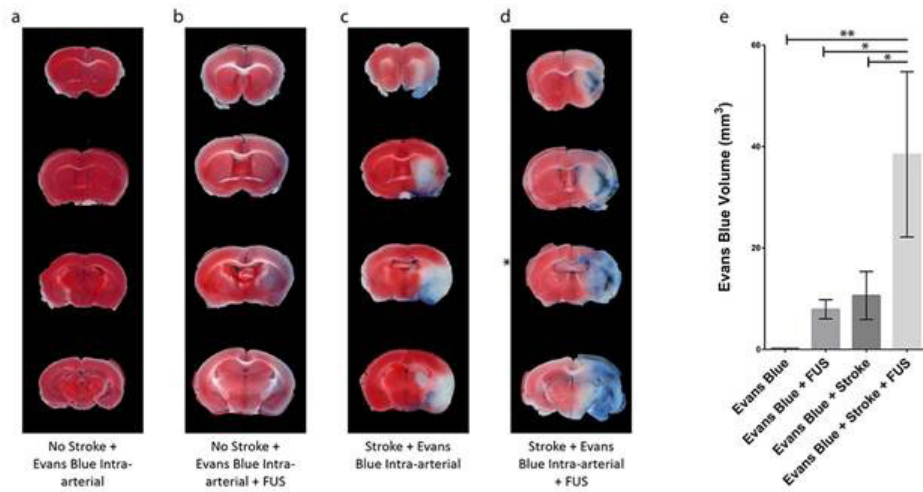 a
b
c
d
e
No Stroke +
Evans Blue Intra-
arterial
No Stroke +
Evans Blue Intra-
arterial + FUS
Stroke + Evans
Blue Intra-arterial
*
Stroke + Evans
Blue Intra-arterial
+ FUS
**
*
*
Evans Blue Volume (mm³)
60
40
20
0
Evans Blue
Evans Blue + FUS
Evans Blue + Stroke
Evans Blue + Stroke + FUS